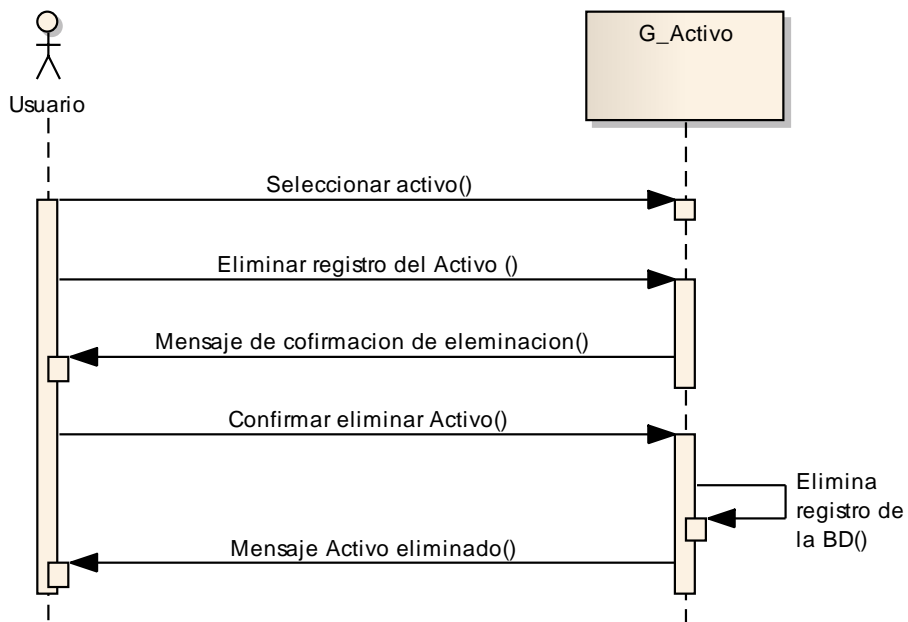 G_Activo
Usuario
Seleccionar activo()
Eliminar registro del Activo ()
Mensaje de cofirmacion de eleminacion()
Confirmar eliminar Activo()
Elimina
registro de
la BD()
Mensaje Activo eliminado()